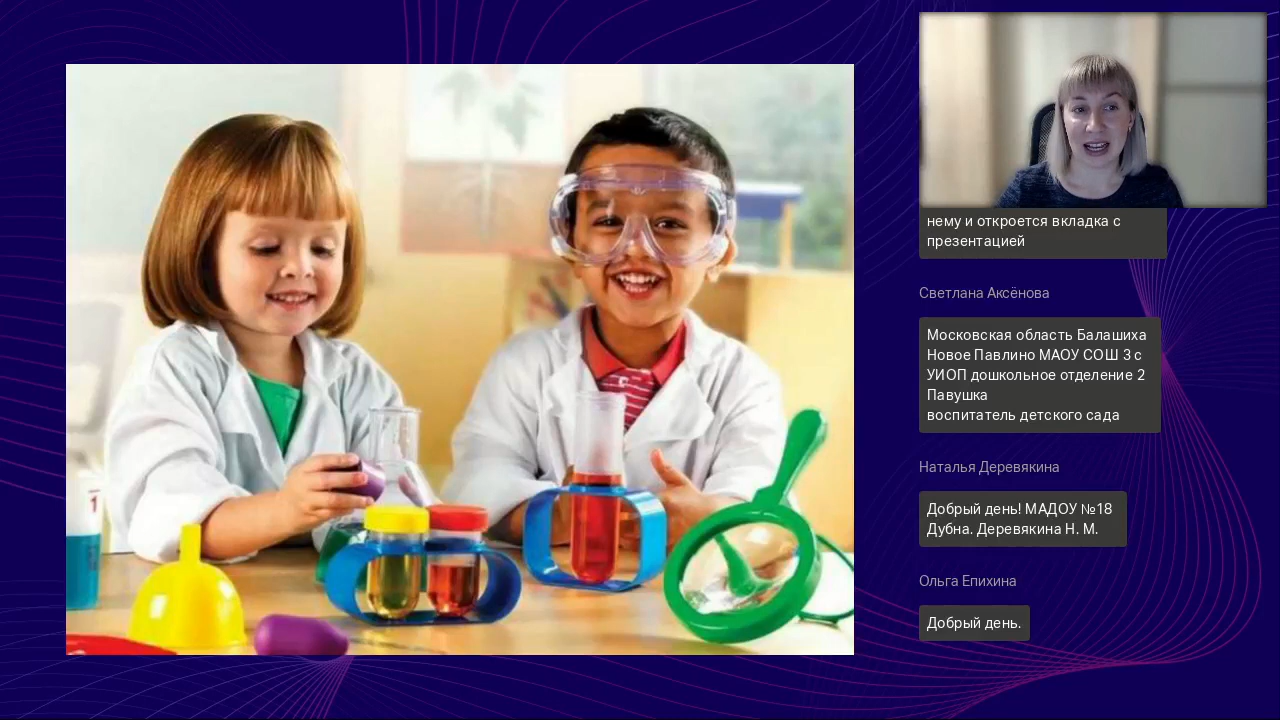 нему и откроется вкладка с
презентацией
Светлана Аксёнова
Московская область Балашиха
Новое Павлино МАОУ СОШ 3 с
УИОП дошкольное отделение 2
Павушка
воспитатель детского сада
Наталья Деревякина
Добрый день! МАДОУ №18
Дубна. Деревякина Н. М.
Ольга Епихина
Добрый день.
1